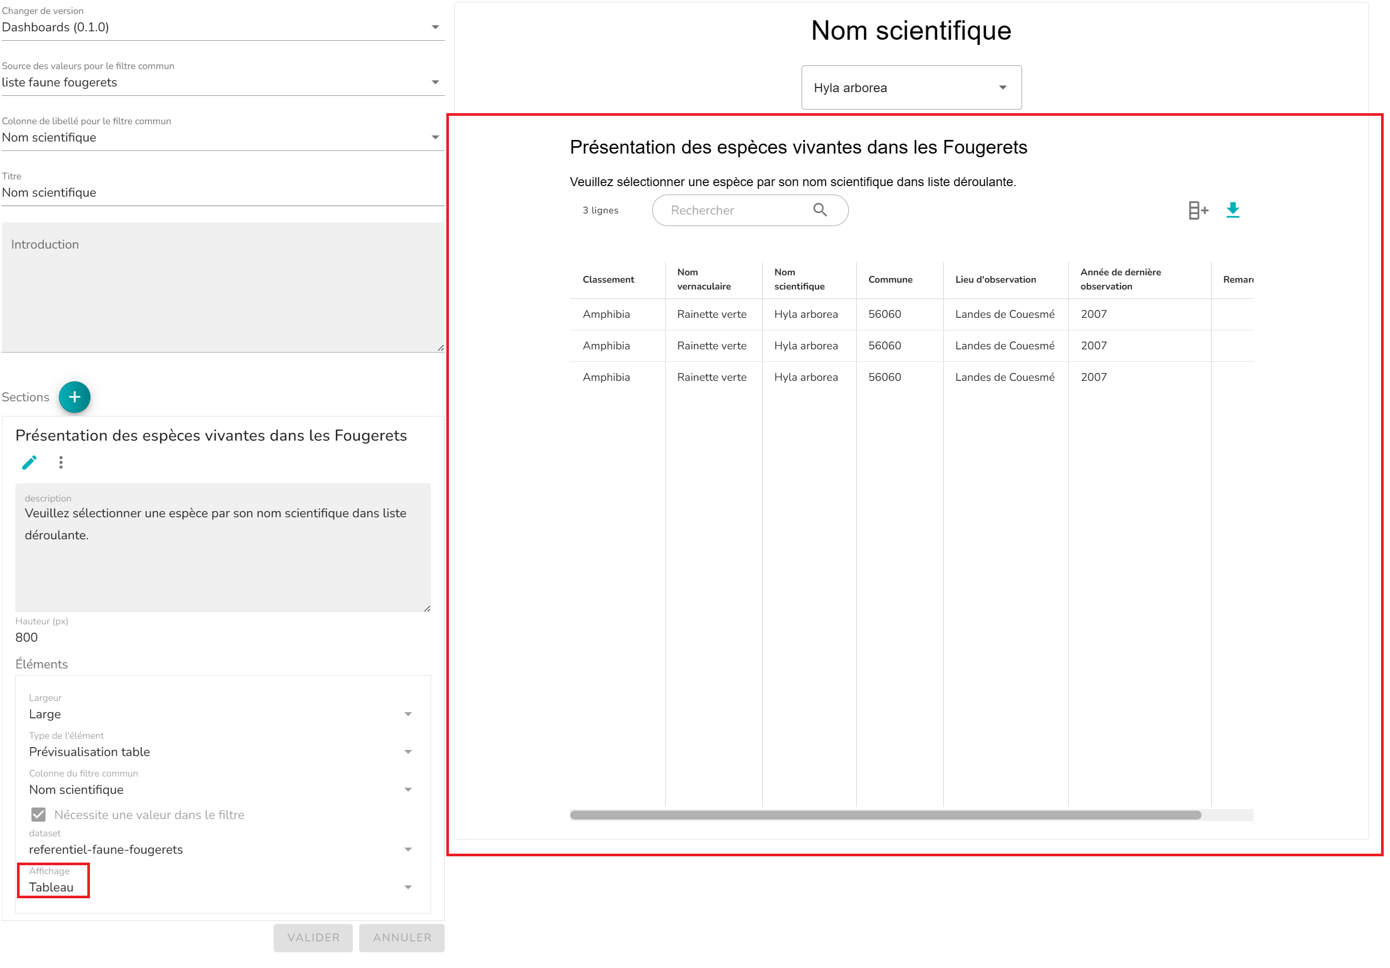 Changer de version
Dashboards (0.1.0)
Source des valeurs pour le filtre commun
liste faune fougerets
Colonne de libellé pour le filtre commun
Nom scientifique
Titre
Nom scientifique
Introduction
Sections
Présentation des espèces vivantes dans les Fougerets
description
Veuillez sélectionner une espèce par son nom scientifique dans liste
déroulante.
Hauteur (px)
800
Éléments
Largeur
Large
Type de l'élément
Prévisualisation table
Colonne du filtre commun
Nom scientifique
Nécessite une valeur dans le filtre
dataset
referentiel-faune-fougerets
Affichage
Tableau
VALIDER ANNULER
Nom scientifique
Hyla arborea
Présentation des espèces vivantes dans les Fougerets
Veuillez sélectionner une espèce par son nom scientifique dans liste déroulante.
3 lignes Rechercher
Classement Nom vernaculaire Nom scientifique Commune Lieu d'observation Année de dernière observation Remar
Amphibia Rainette verte Hyla arborea 56060 Landes de Couesmé 2007
Amphibia Rainette verte Hyla arborea 56060 Landes de Couesmé 2007
Amphibia Rainette verte Hyla arborea 56060 Landes de Couesmé 2007